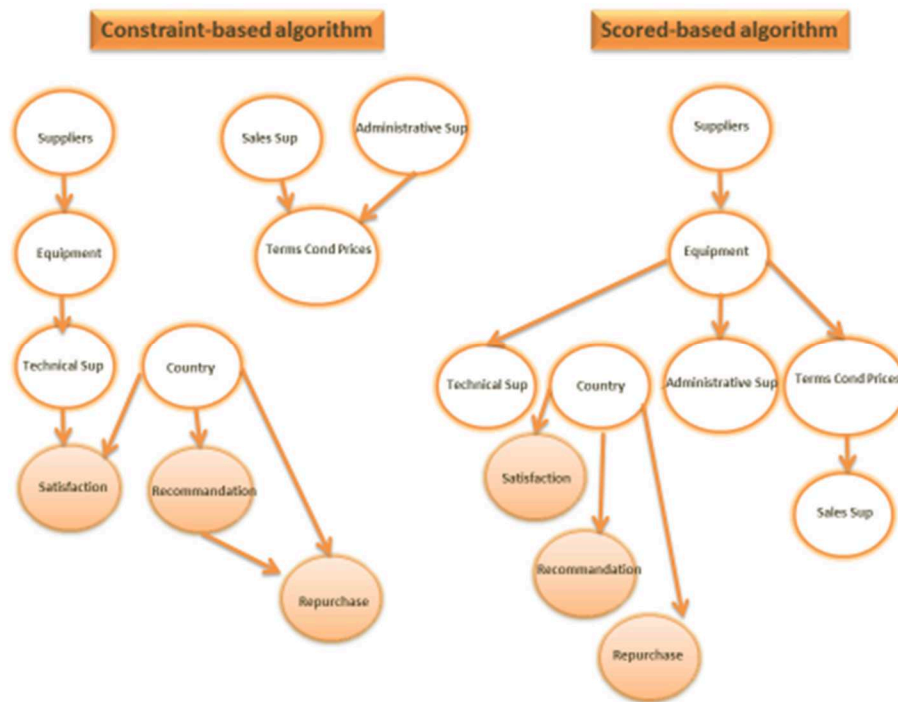 Constraint-based algorithm
Suppliers
Sales Sup
Administrative Sup
Equipment
Terms Cond Prices
Technical Sup
Country
Satisfaction
Recommandation
Repurchase
Scored-based algorithm
Suppliers
Equipment
Technical Sup
Country
Administrative Sup
Terms Cond Prices
Satisfaction
Sales Sup
Recommandation
Repurchase